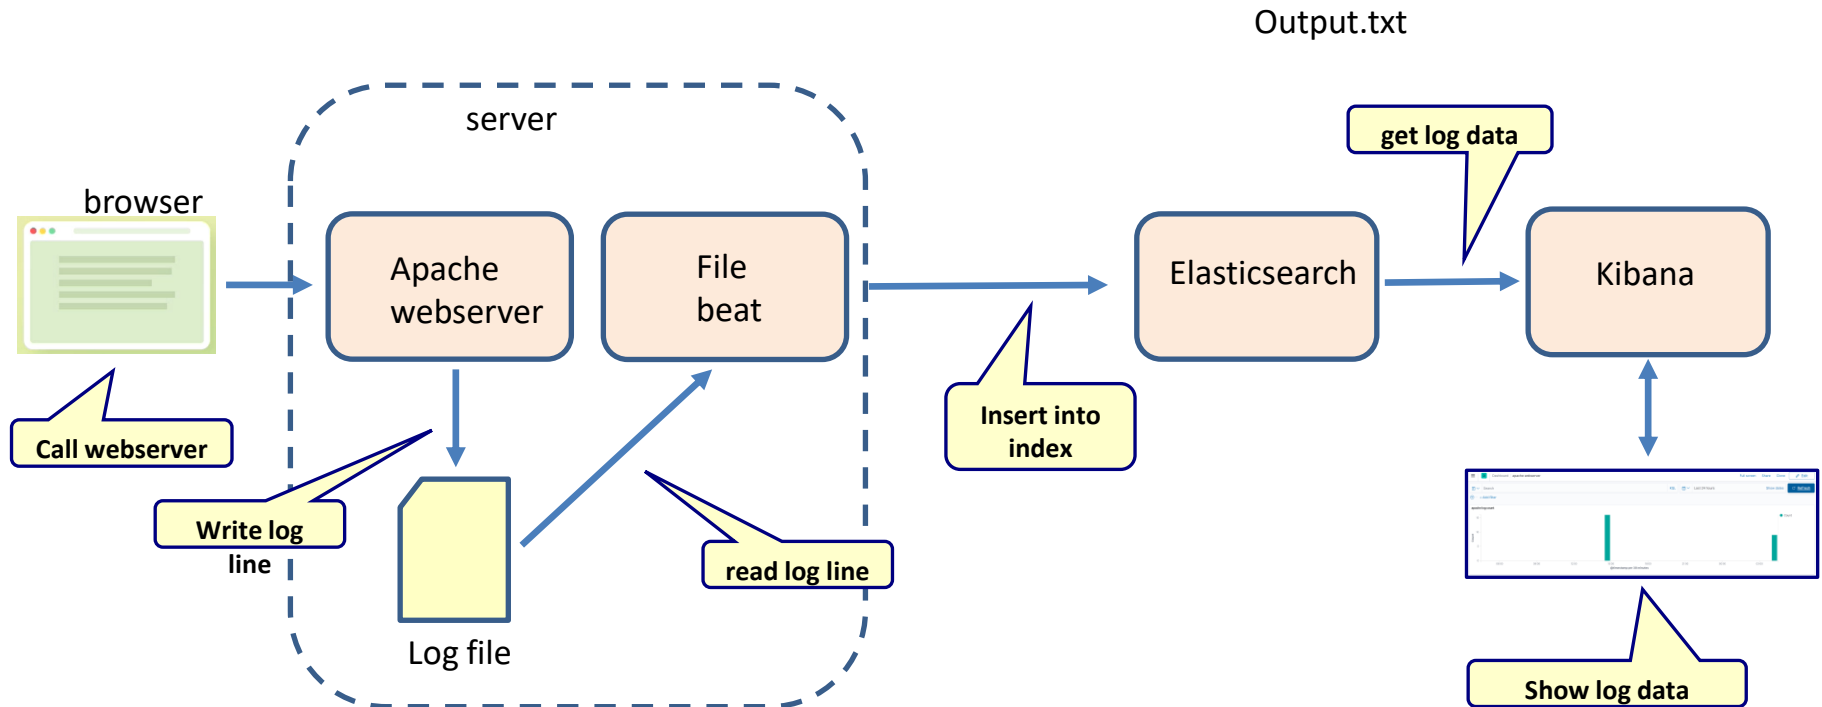 Output.txt
server
get log data
browser
Apache
webserver
File
beat
Elasticsearch
Kibana
Call webserver
Insert into
index
Write log
line
read log line
Log file
Show log data